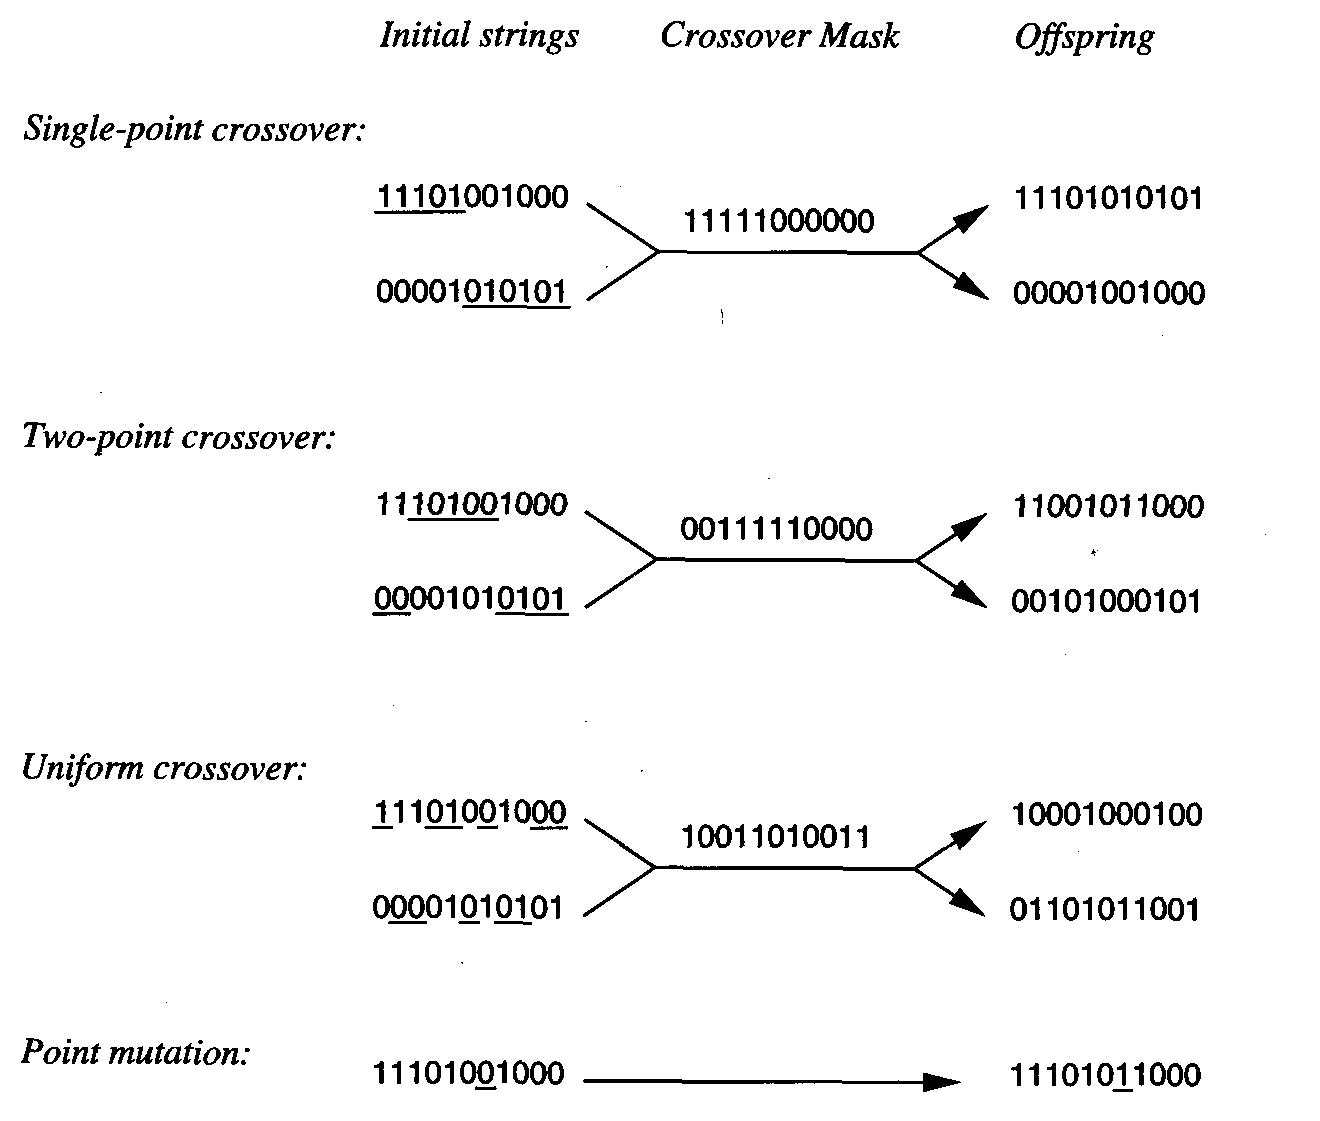 Initial strings Crossover Mask Offspring
Single-point crossover:
11101001000 11111000000 11101010101
00001010101 00001001000
Two-point crossover:
11101001000 00111110000 11001011000
00001010101 00101000101
Uniform crossover:
11101001000 10011010011 10001000100
00001010101 01101011001
Point mutation:
11101001000 11101011000